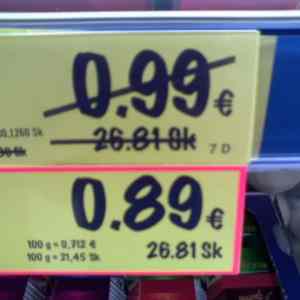 0.99 €
26.81 Sk
7 D
0.89 €
100 g = 0,712 €
100 g = 21,45 Sk
26.81 Sk